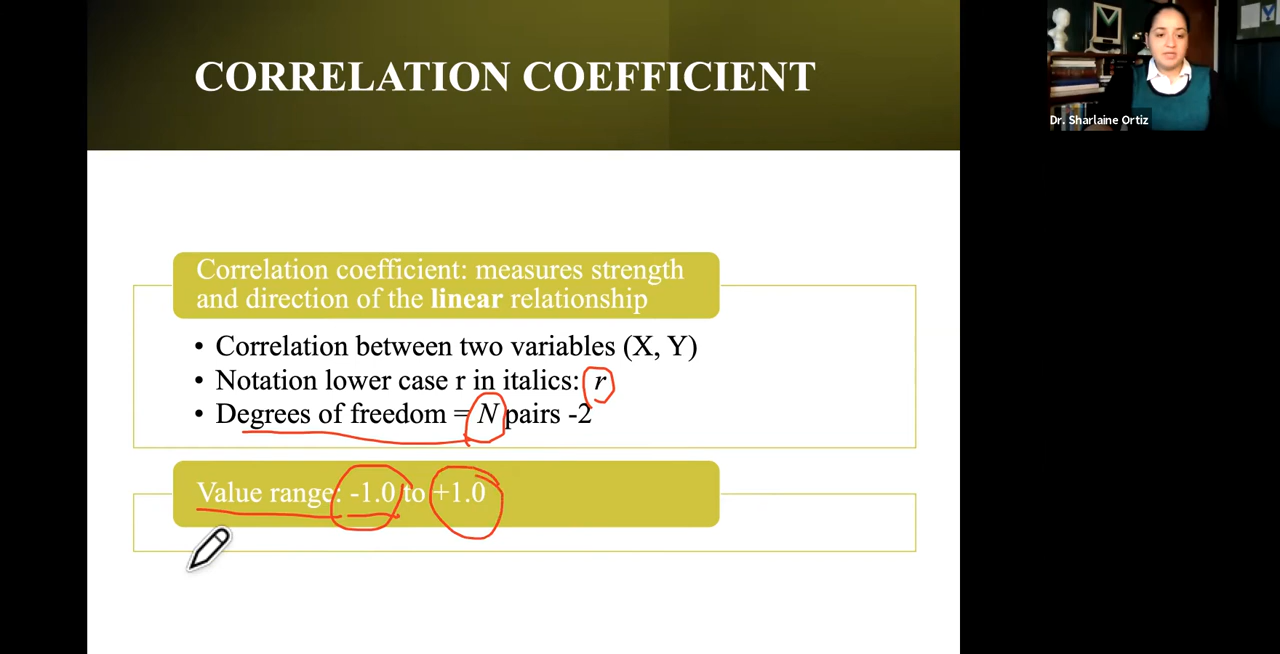 CORRELATION COEFFICIENT
Dr. Sharlaine Ortiz
Correlation coefficient: measures strength
and direction of the linear relationship
• Correlation between two variables (X, Y)
• Notation lower case r in italics: r
• Degrees of freedom = N pairs -2
Value range: -1.0 to +1.0